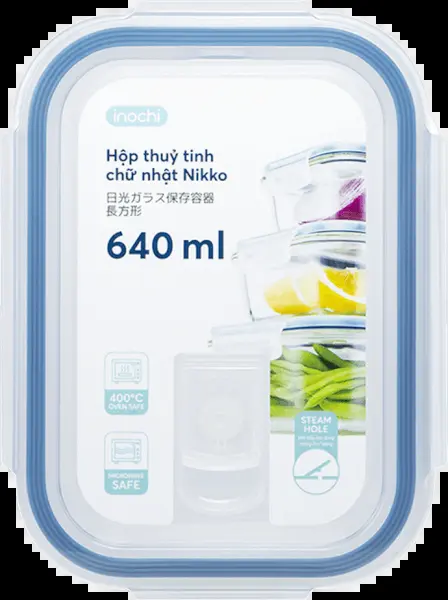 inochi
Hộp thuỷ tinh
chữ nhật Nikko
日光ガラス保存容器
長方形
640 ml
400°C
OVEN SAFE
MICROWAVE
SAFE
STEAM
HOLE